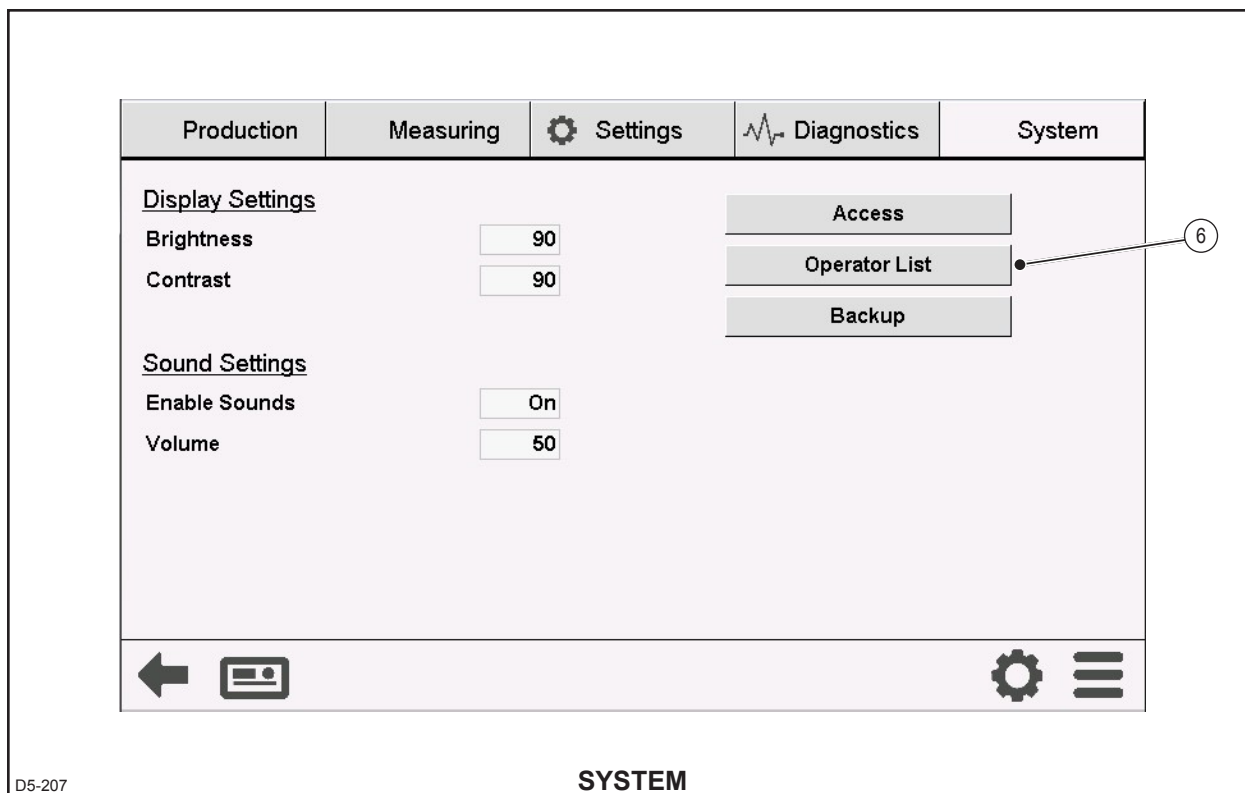 Production Measuring Settings Diagnostics System
Display Settings
Brightness 90
Contrast 90
Sound Settings
Enable Sounds On
Volume 50
Access
Operator List
Backup
6
D5-207
SYSTEM